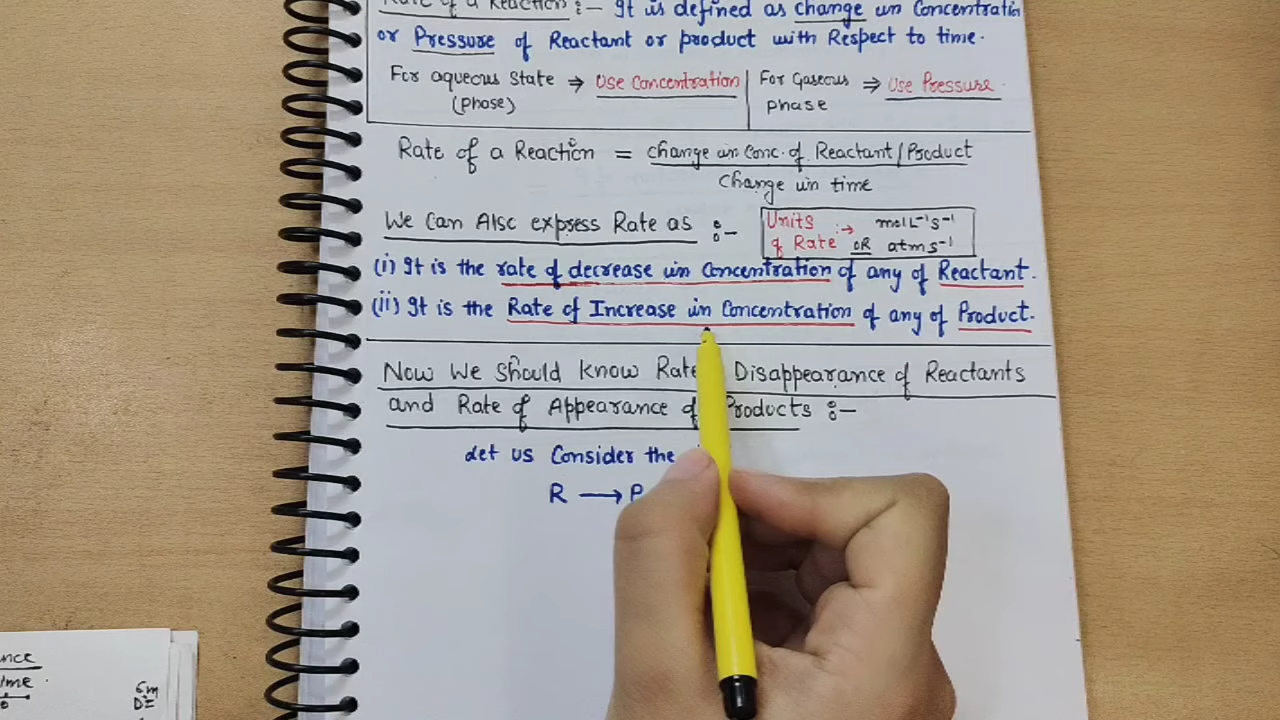 Rate of a Reaction :- It is defined as change in Concentration
or Pressure of Reactant or product with Respect to time.
For aqueous state ⇒ Use Concentration
(phase)
For Gaseous ⇒ Use Pressure.
phase
Rate of a Reaction = change in Conc. of Reactant/Product
Change in time
We Can Also express Rate as :-
Units :→ mol L⁻¹s⁻¹
of Rate OR atm s⁻¹
(i) It is the rate of decrease in Concentration of any of Reactant.
(ii) It is the Rate of Increase in Concentration of any of Product.
Now We should know Rate Disappearance of Reactants
and Rate of Appearance of Products :-
Let us Consider the
R ⟶ P
nce
ime.